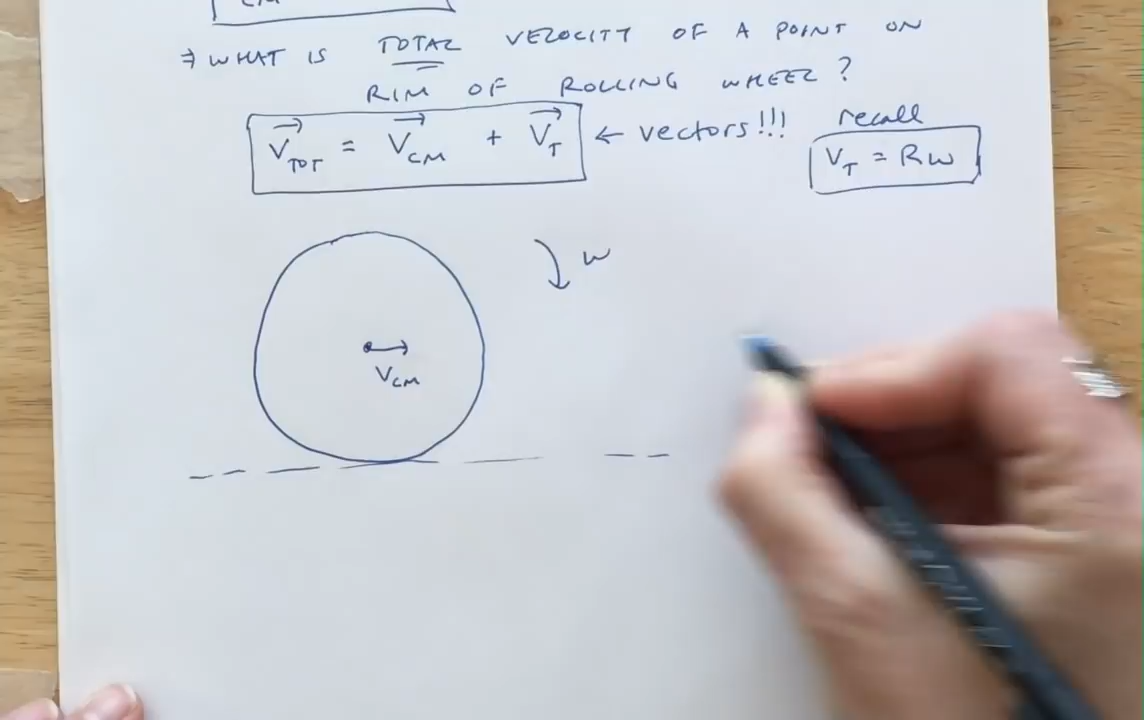 ⇒ WHAT IS TOTAL VELOCITY OF A POINT ON
RIM OF ROLLING WHEEL?
V⃗TOT = V⃗CM + V⃗T ← vectors!!!
recall
VT = Rω
ω
VCM